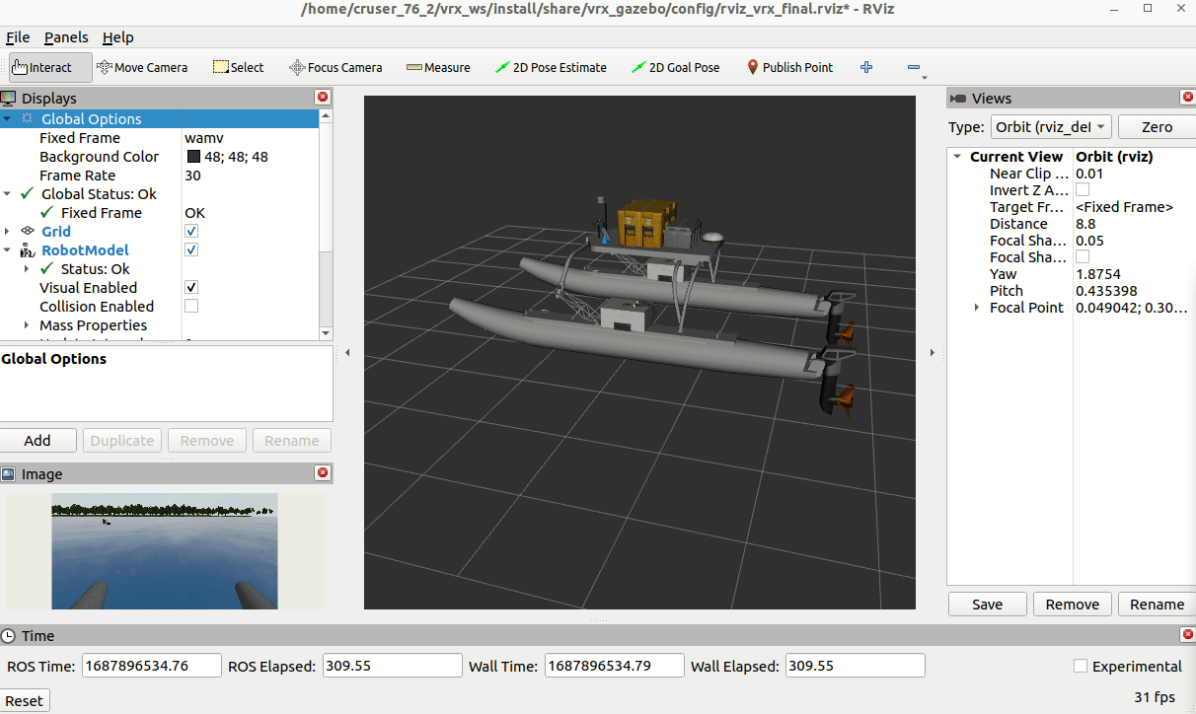 /home/cruser_76_2/vrx_ws/install/share/vrx_gazebo/config/rviz_vrx_final.rviz* - RViz
File Panels Help
Interact Move Camera Select Focus Camera Measure 2D Pose Estimate 2D Goal Pose Publish Point
Displays
Global Options
Fixed Frame wamv
Background Color 48; 48; 48
Frame Rate 30
Global Status: Ok
Fixed Frame OK
Grid
RobotModel
Status: Ok
Visual Enabled
Collision Enabled
Mass Properties
Global Options
Add Duplicate Remove Rename
Image
Views
Type: Orbit (rviz_def Zero
Current View Orbit (rviz)
Near Clip ... 0.01
Invert Z A...
Target Fr... <Fixed Frame>
Distance 8.8
Focal Sha... 0.05
Focal Sha...
Yaw 1.8754
Pitch 0.435398
Focal Point 0.049042; 0.30...
Save Remove Rename
Time
ROS Time: 1687896534.76 ROS Elapsed: 309.55 Wall Time: 1687896534.79 Wall Elapsed: 309.55 Experimental
Reset 31 fps